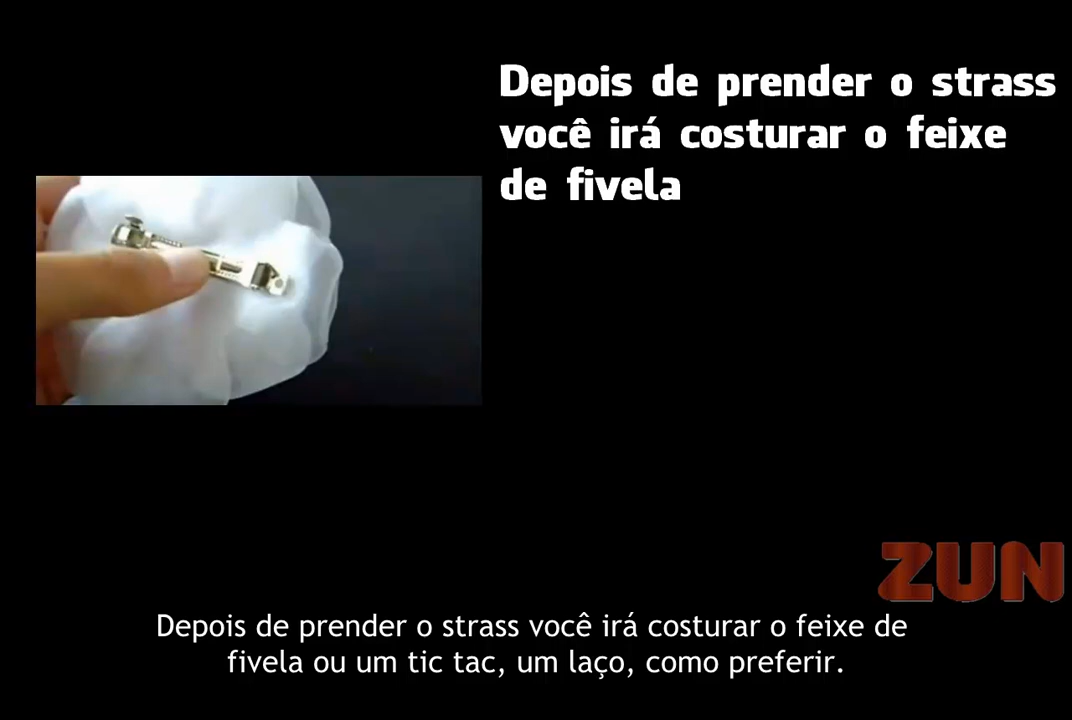 Depois de prender o strass
você irá costurar o feixe
de fivela
ZUN
Depois de prender o strass você irá costurar o feixe de
fivela ou um tic tac, um laço, como preferir.